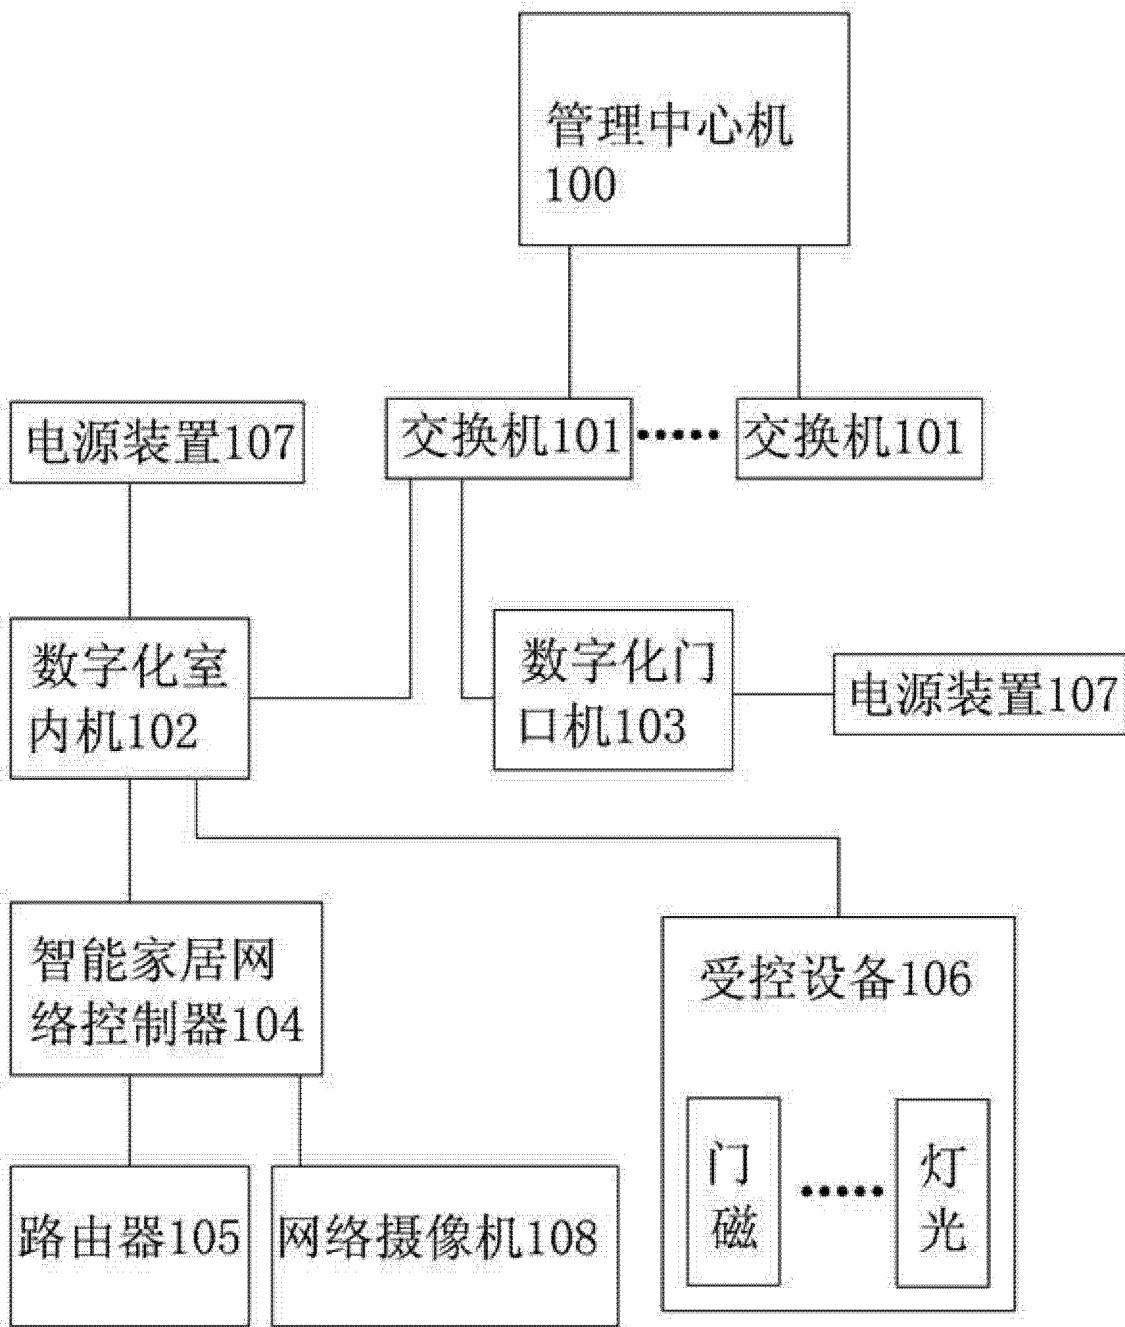 管理中心机
100
电源装置107
交换机101
交换机101
数字化室
内机102
数字化门
口机103
电源装置107
智能家居网
络控制器104
受控设备106
门
磁
灯
光
路由器105
网络摄像机108